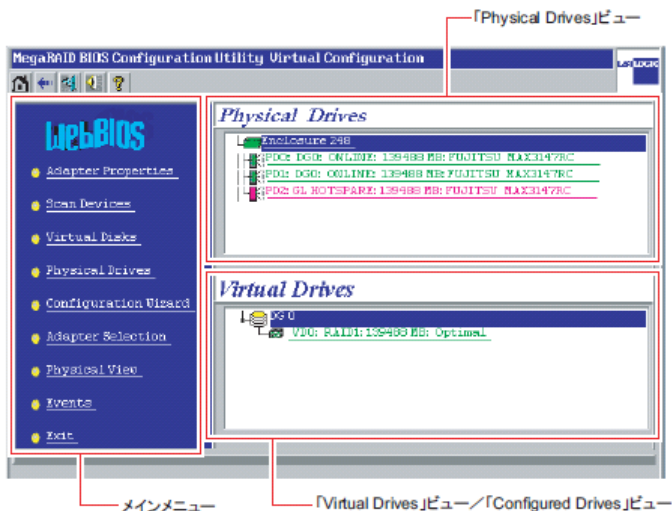 「Physical Drives」ビュー
MegaRAID BIOS Configuration Utility Virtual Configuration
LSI LOGIC
WebBIOS
Adapter Properties
Scan Devices
Virtual Disks
Physical Drives
Configuration Wizard
Adapter Selection
Physical View
Events
Exit
Physical Drives
Enclosure 248
PD0: DG0: ONLINE: 139488 MB: FUJITSU MAX3147RC
PD1: DG0: ONLINE: 139488 MB: FUJITSU MAX3147RC
PD2: GL HOTSPARE: 139488 MB: FUJITSU MAX3147RC
Virtual Drives
DG 0
VD0: RAID1: 139488 MB: Optimal
メインメニュー
「Virtual Drives」ビュー／「Configured Drives」ビュー